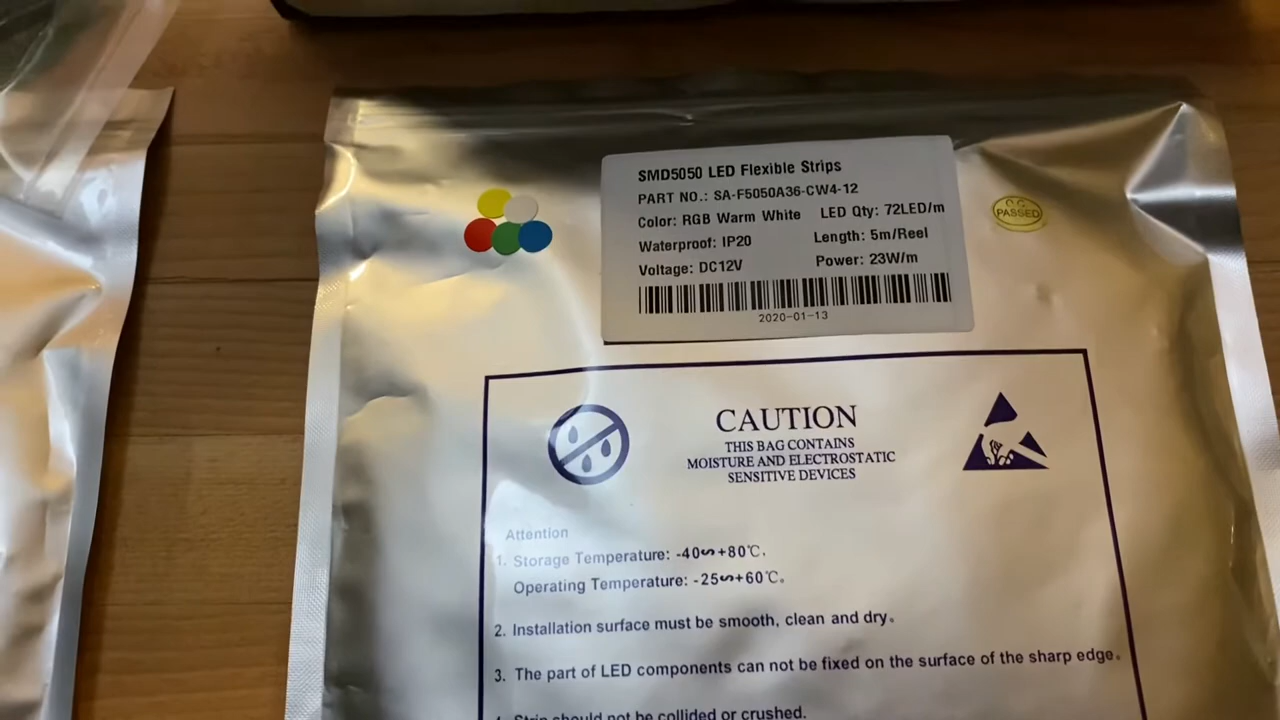 SMD5050 LED Flexible Strips
PART NO.: SA-F5050A36-CW4-12
Color: RGB Warm White LED Qty: 72LED/m
Waterproof: IP20 Length: 5m/Reel
Voltage: DC12V Power: 23W/m
2020-01-13
Q.C.
PASSED
CAUTION
THIS BAG CONTAINS
MOISTURE AND ELECTROSTATIC
SENSITIVE DEVICES
Attention
1. Storage Temperature: -40∽+80℃.
Operating Temperature: -25∽+60℃。
2. Installation surface must be smooth, clean and dry。
3. The part of LED components can not be fixed on the surface of the sharp edge。
4. Strip should not be collided or crushed.